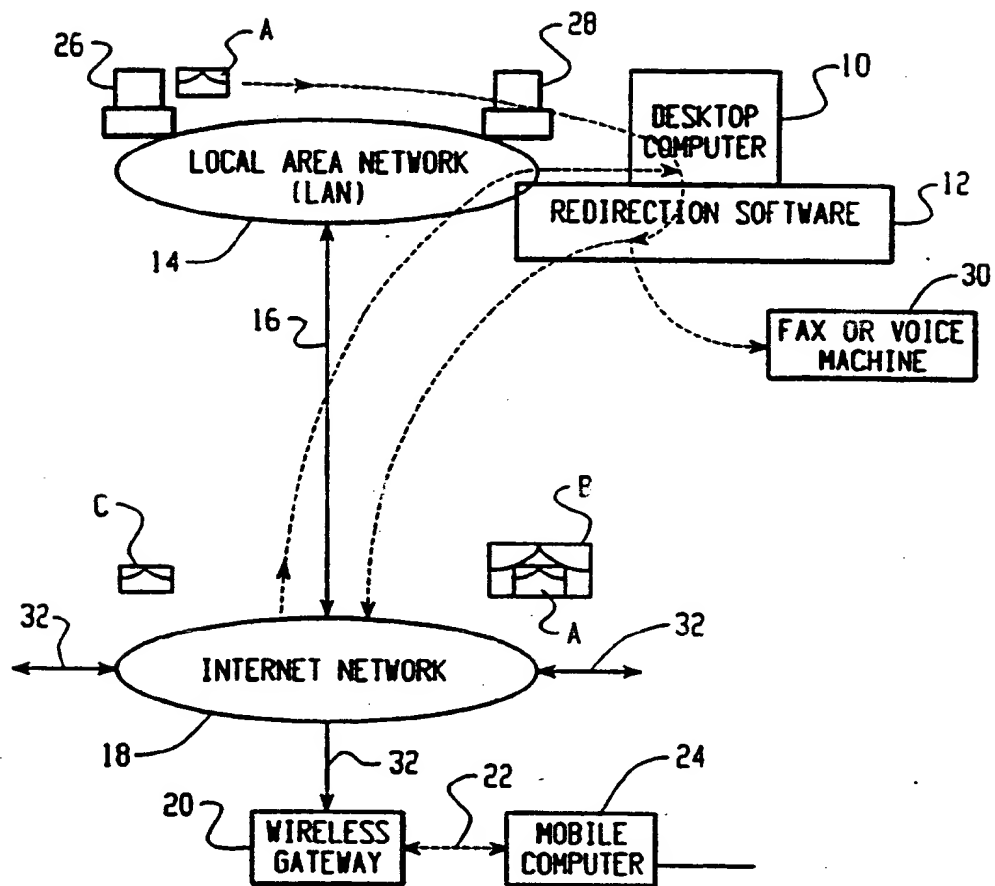 26
A
28
10
DESKTOP
COMPUTER
LOCAL AREA NETWORK
(LAN)
12
REDIRECTION SOFTWARE
14
30
16
FAX OR VOICE
MACHINE
C
B
A
32
32
INTERNET NETWORK
18
32
24
20
22
WIRELESS
GATEWAY
MOBILE
COMPUTER